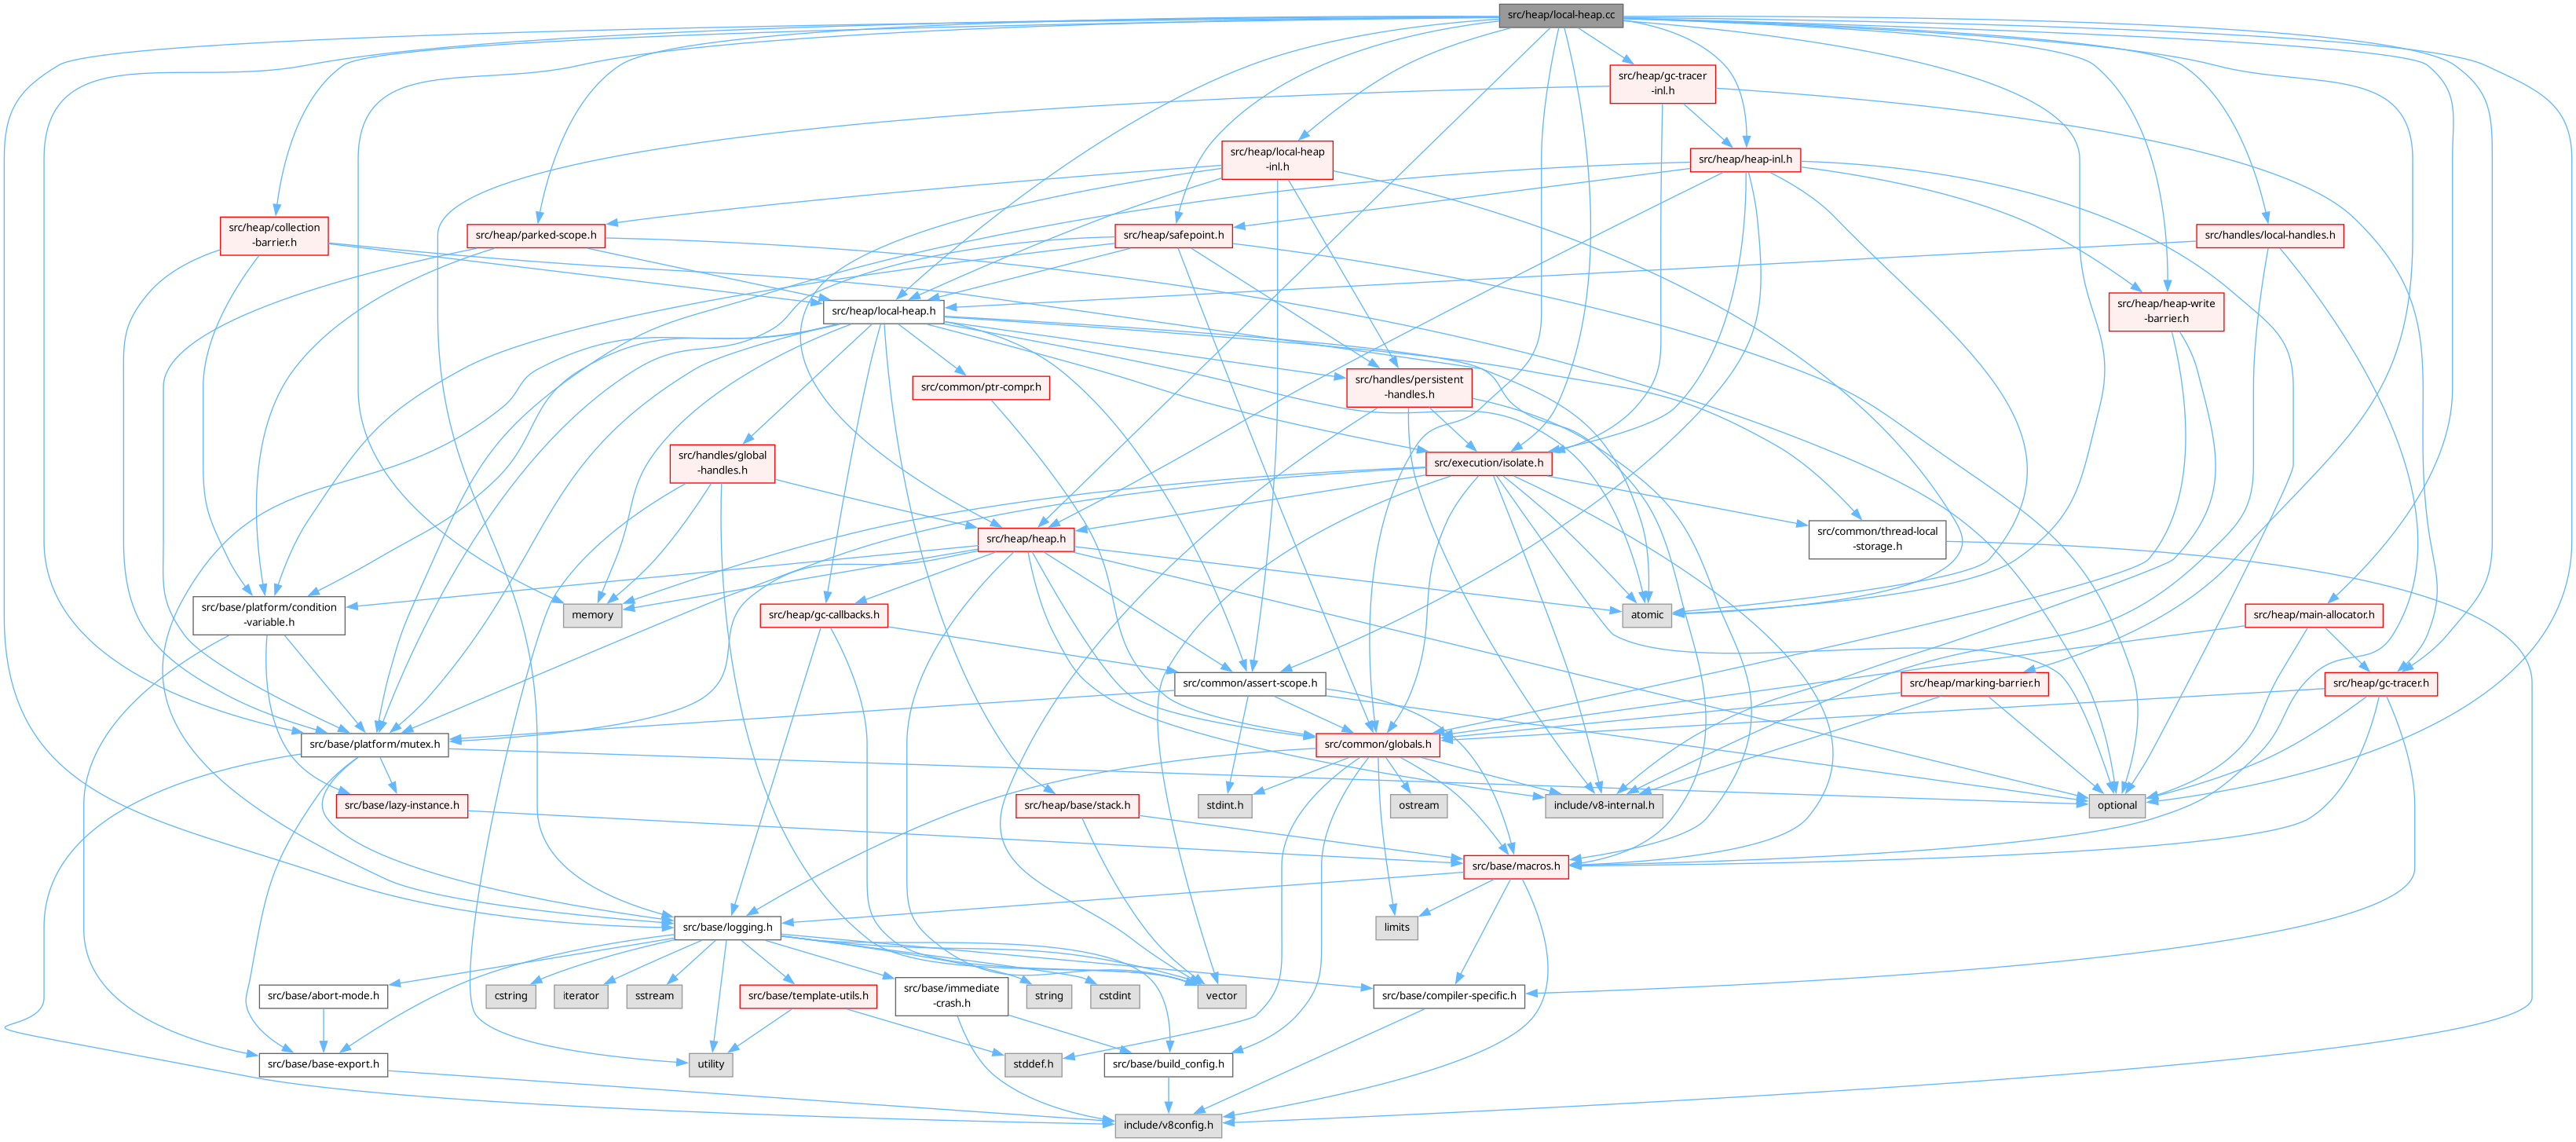 src/heap/local-heap.cc
src/heap/gc-tracer
-inl.h
src/heap/local-heap
-inl.h
src/heap/heap-inl.h
src/heap/collection
-barrier.h
src/heap/parked-scope.h
src/heap/safepoint.h
src/handles/local-handles.h
src/heap/local-heap.h
src/heap/heap-write
-barrier.h
src/common/ptr-compr.h
src/handles/persistent
-handles.h
src/handles/global
-handles.h
src/execution/isolate.h
src/heap/heap.h
src/common/thread-local
-storage.h
src/base/platform/condition
-variable.h
memory
src/heap/gc-callbacks.h
atomic
src/heap/main-allocator.h
src/common/assert-scope.h
src/heap/marking-barrier.h
src/heap/gc-tracer.h
src/base/platform/mutex.h
src/common/globals.h
src/base/lazy-instance.h
src/heap/base/stack.h
stdint.h
ostream
include/v8-internal.h
optional
src/base/macros.h
src/base/logging.h
limits
src/base/abort-mode.h
cstring
iterator
sstream
src/base/template-utils.h
src/base/immediate
-crash.h
string
cstdint
vector
src/base/compiler-specific.h
src/base/base-export.h
utility
stddef.h
src/base/build_config.h
include/v8config.h